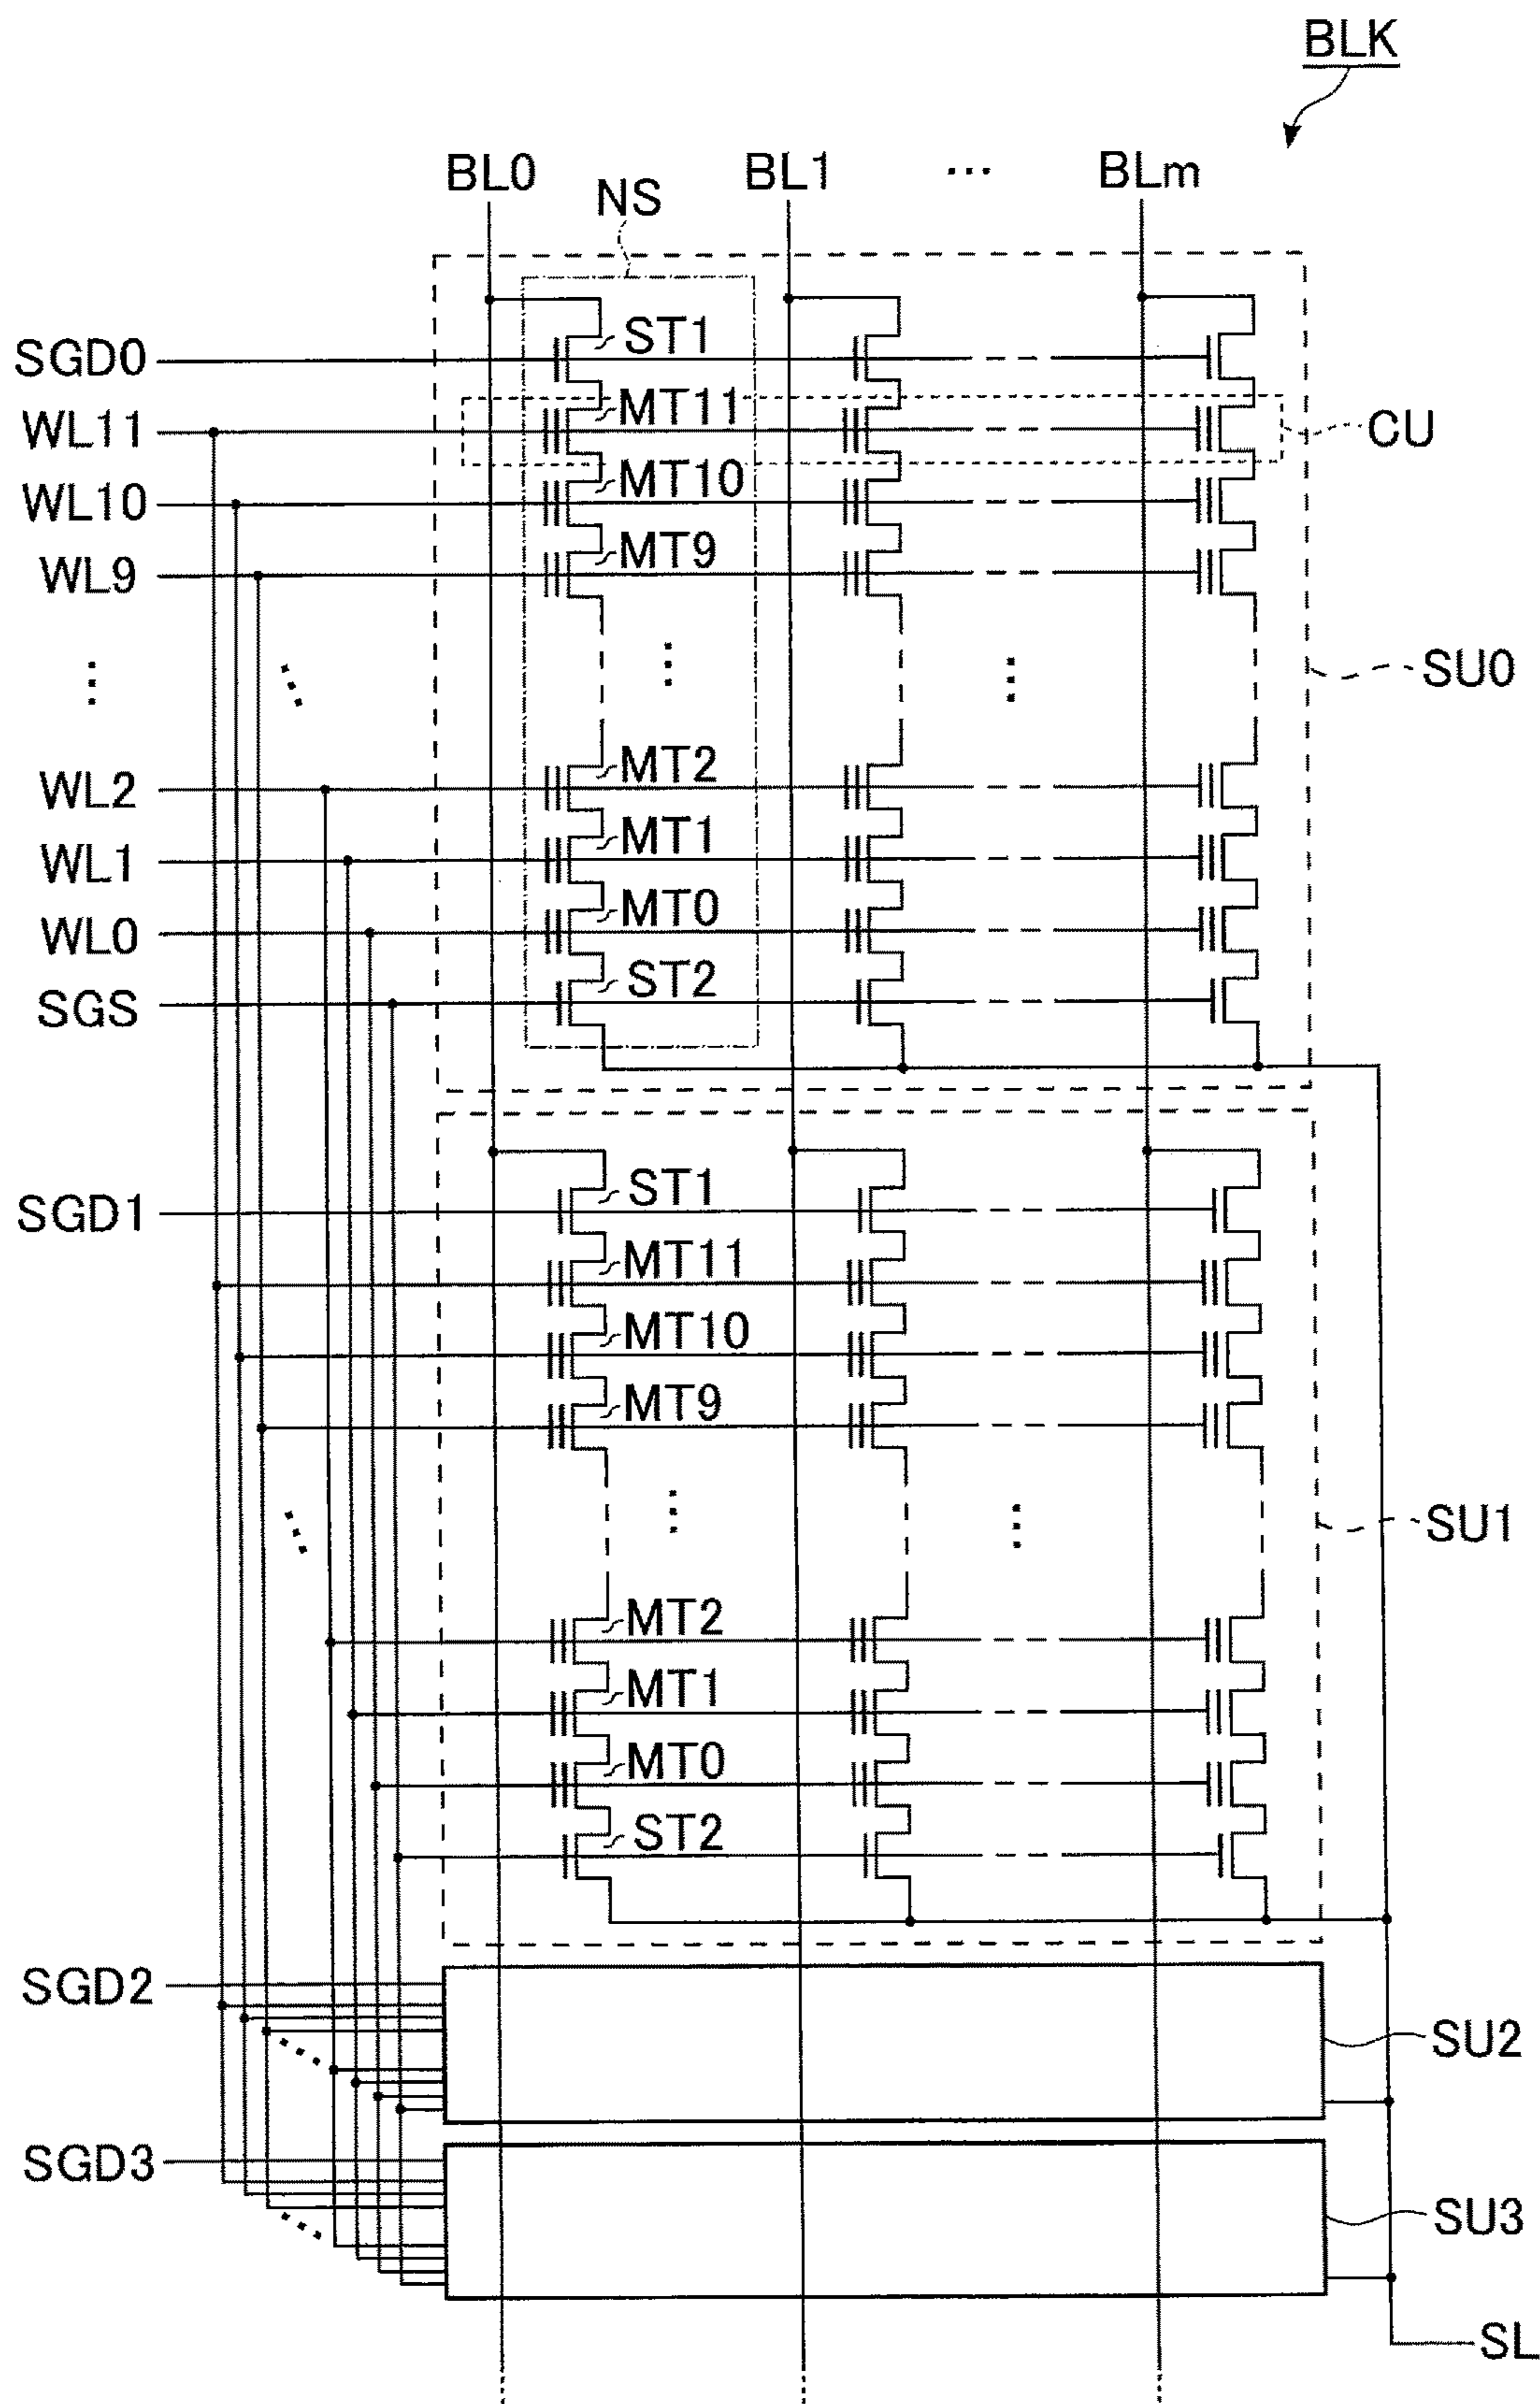 BLK
BL0 NS BL1 ... BLm
SGD0 ST1
WL11 MT11 CU
WL10 MT10
WL9 MT9
SU0
WL2 MT2
WL1 MT1
WL0 MT0
SGS ST2
SGD1 ST1
MT11
MT10
MT9
SU1
MT2
MT1
MT0
ST2
SGD2
SU2
SGD3
SU3
SL